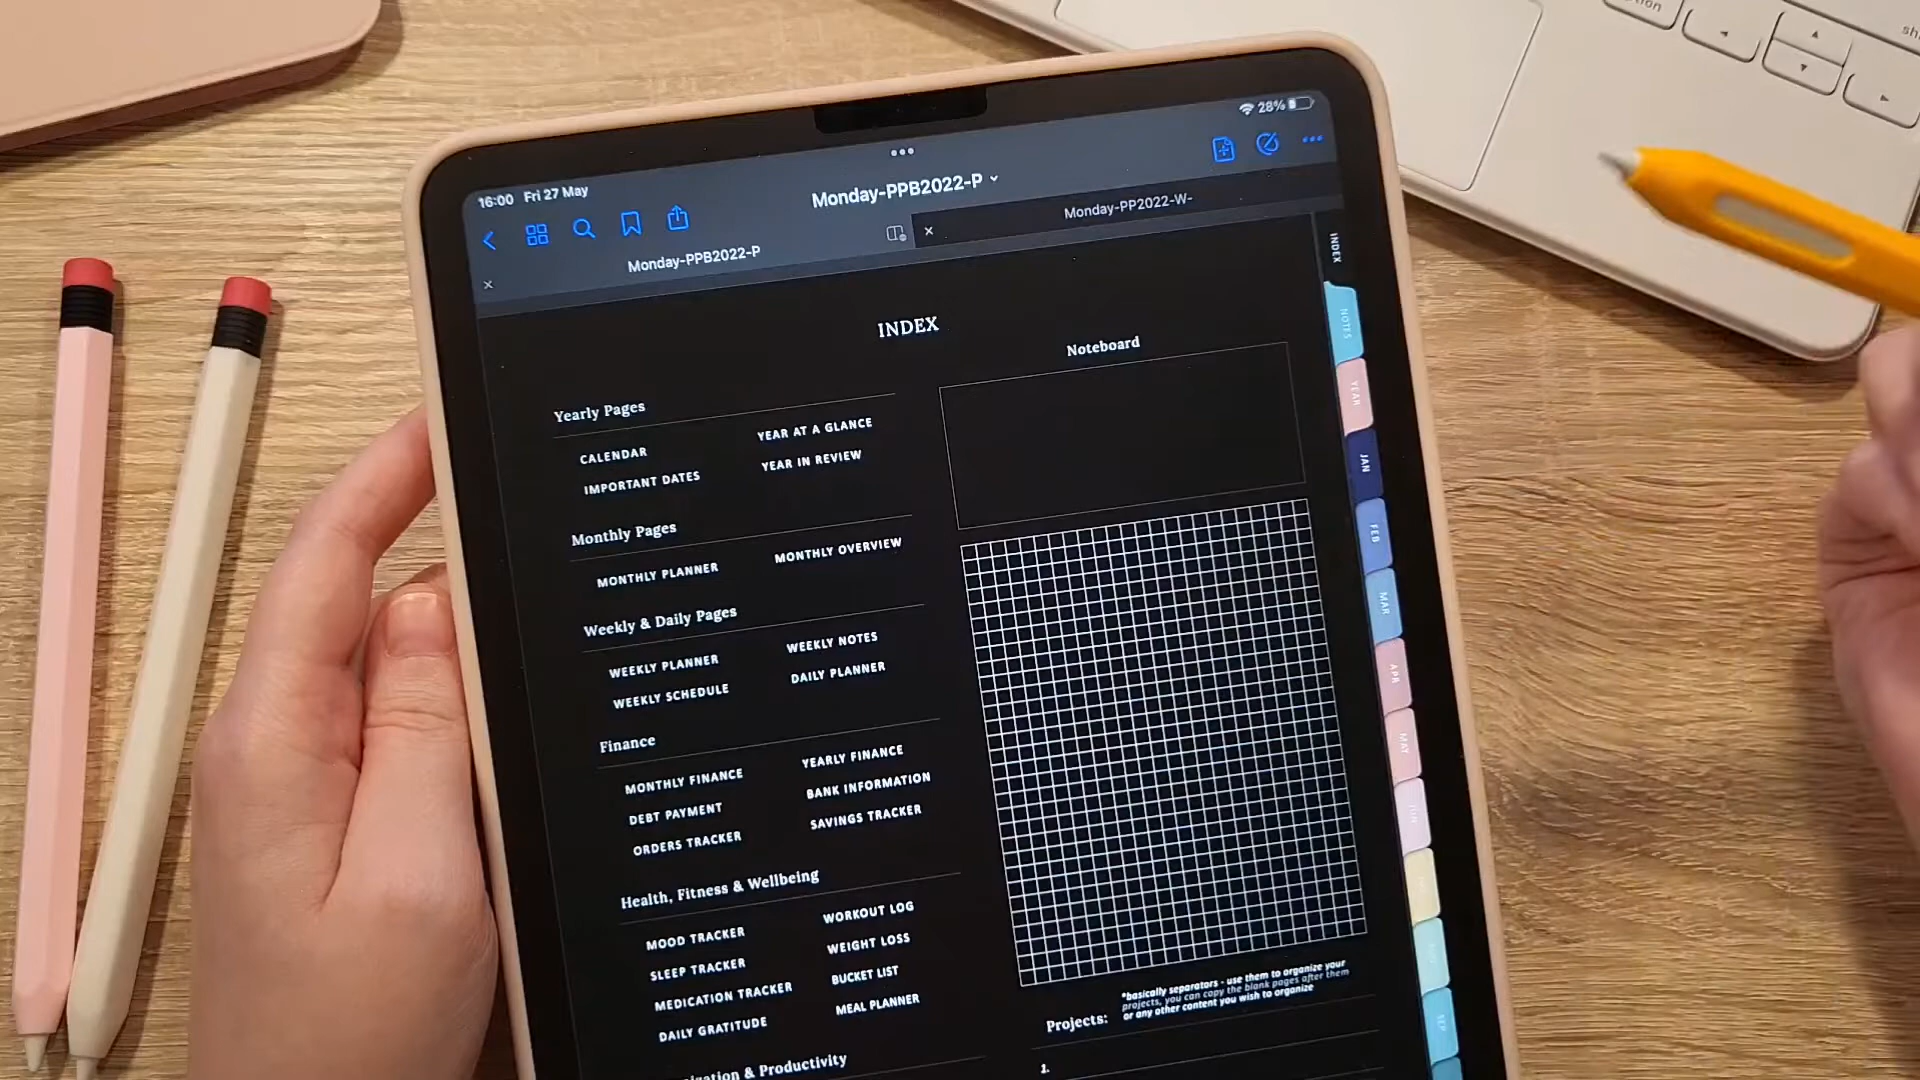 16:00 Fri 27 May
28%
Monday-PPB2022-P
Monday-PPB2022-P
Monday-PP2022-W-
INDEX
Yearly Pages
CALENDAR
YEAR AT A GLANCE
IMPORTANT DATES
YEAR IN REVIEW
Monthly Pages
MONTHLY PLANNER
MONTHLY OVERVIEW
Weekly & Daily Pages
WEEKLY PLANNER
WEEKLY NOTES
WEEKLY SCHEDULE
DAILY PLANNER
Finance
MONTHLY FINANCE
YEARLY FINANCE
DEBT PAYMENT
BANK INFORMATION
ORDERS TRACKER
SAVINGS TRACKER
Health, Fitness & Wellbeing
MOOD TRACKER
WORKOUT LOG
SLEEP TRACKER
WEIGHT LOSS
MEDICATION TRACKER
BUCKET LIST
DAILY GRATITUDE
MEAL PLANNER
& Productivity
Noteboard
*basically separators - use them to organize your
projects, you can copy the blank pages after them
or any other content you wish to organize
Projects:
1.
INDEX
NOTES
YEAR
JAN
FEB
MAR
APR
MAY
JUN
SEP